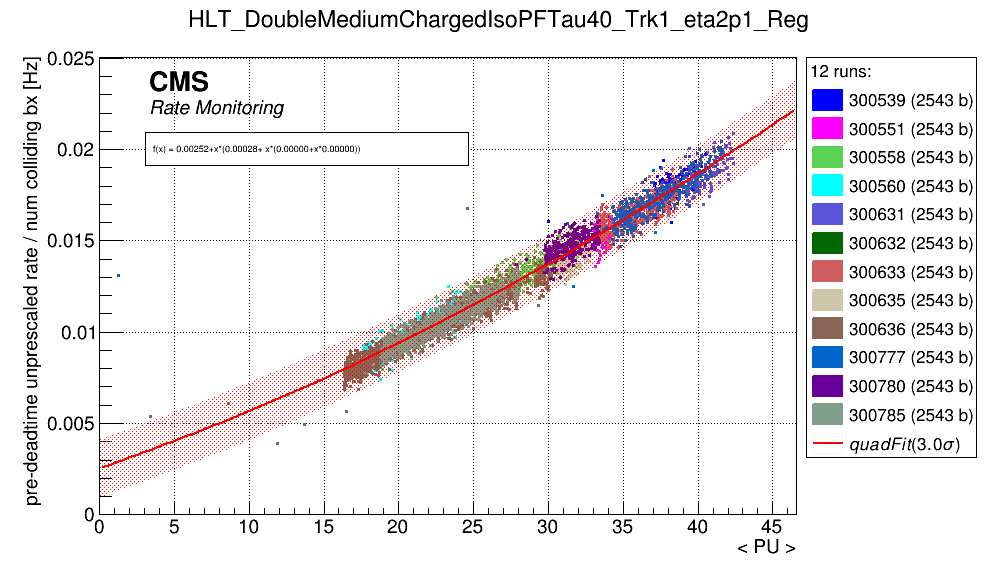 HLT_DoubleMediumChargedIsoPFTau40_Trk1_eta2p1_Reg
pre-deadtime unprescaled rate / num colliding bx [Hz]
0.025
0.02
0.015
0.01
0.005
0
CMS
Rate Monitoring
f(x) = 0.00252+x*(0.00028+ x*(0.00000+x*0.00000))
0 5 10 15 20 25 30 35 40 45
< PU >
12 runs:
300539 (2543 b)
300551 (2543 b)
300558 (2543 b)
300560 (2543 b)
300631 (2543 b)
300632 (2543 b)
300633 (2543 b)
300635 (2543 b)
300636 (2543 b)
300777 (2543 b)
300780 (2543 b)
300785 (2543 b)
quadFit(3.0σ)